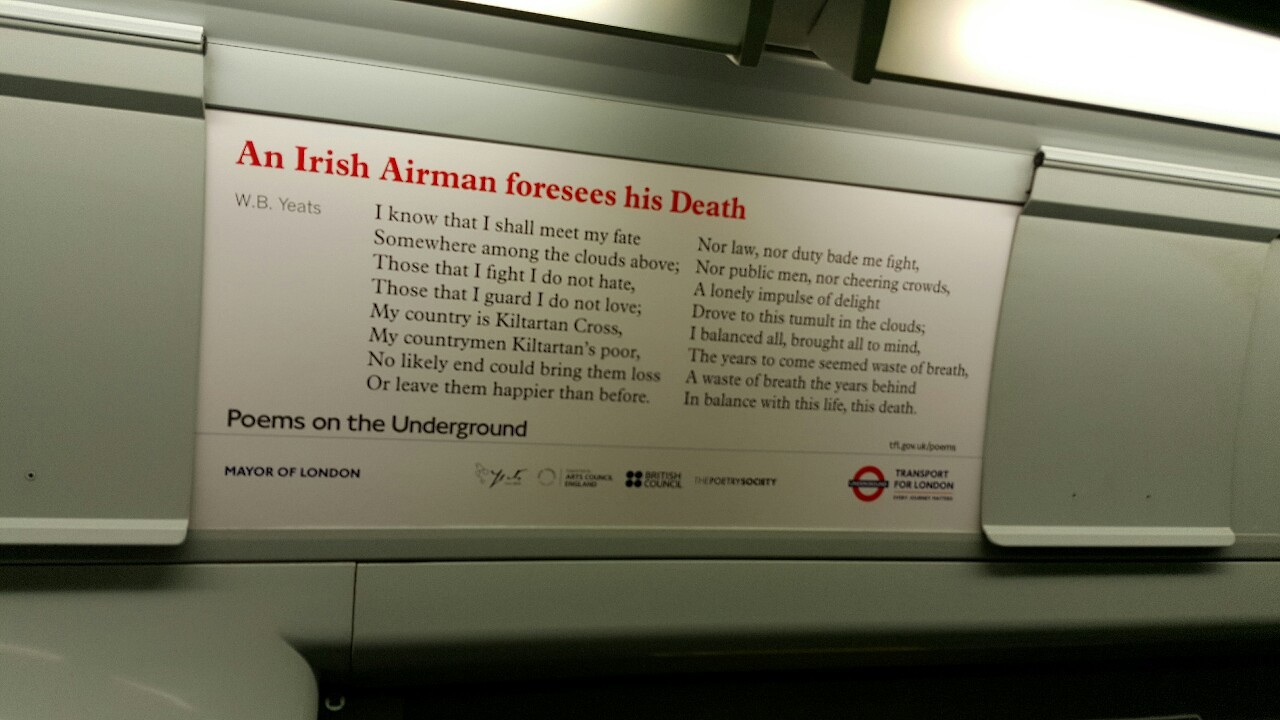 An Irish Airman foresees his Death
W.B. Yeats
I know that I shall meet my fate
Somewhere among the clouds above;
Those that I fight I do not hate,
Those that I guard I do not love;
My country is Kiltartan Cross,
My countrymen Kiltartan's poor,
No likely end could bring them loss
Or leave them happier than before.
Nor law, nor duty bade me fight,
Nor public men, nor cheering crowds,
A lonely impulse of delight
Drove to this tumult in the clouds;
I balanced all, brought all to mind,
The years to come seemed waste of breath,
A waste of breath the years behind
In balance with this life, this death.
Poems on the Underground
tfl.gov.uk/poems
MAYOR OF LONDON
ARTS COUNCIL
ENGLAND
BRITISH
COUNCIL
THEPOETRYSOCIETY
UNDERGROUND
TRANSPORT
FOR LONDON
EVERY JOURNEY MATTERS